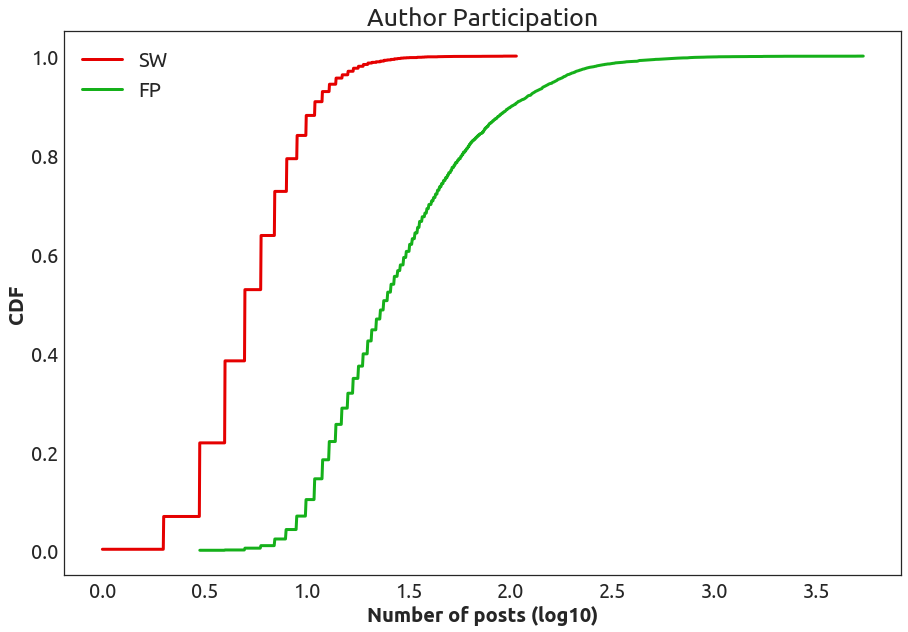 Author Participation
SW
FP
1.0
0.8
0.6
0.4
0.2
0.0
CDF
0.0 0.5 1.0 1.5 2.0 2.5 3.0 3.5
Number of posts (log10)